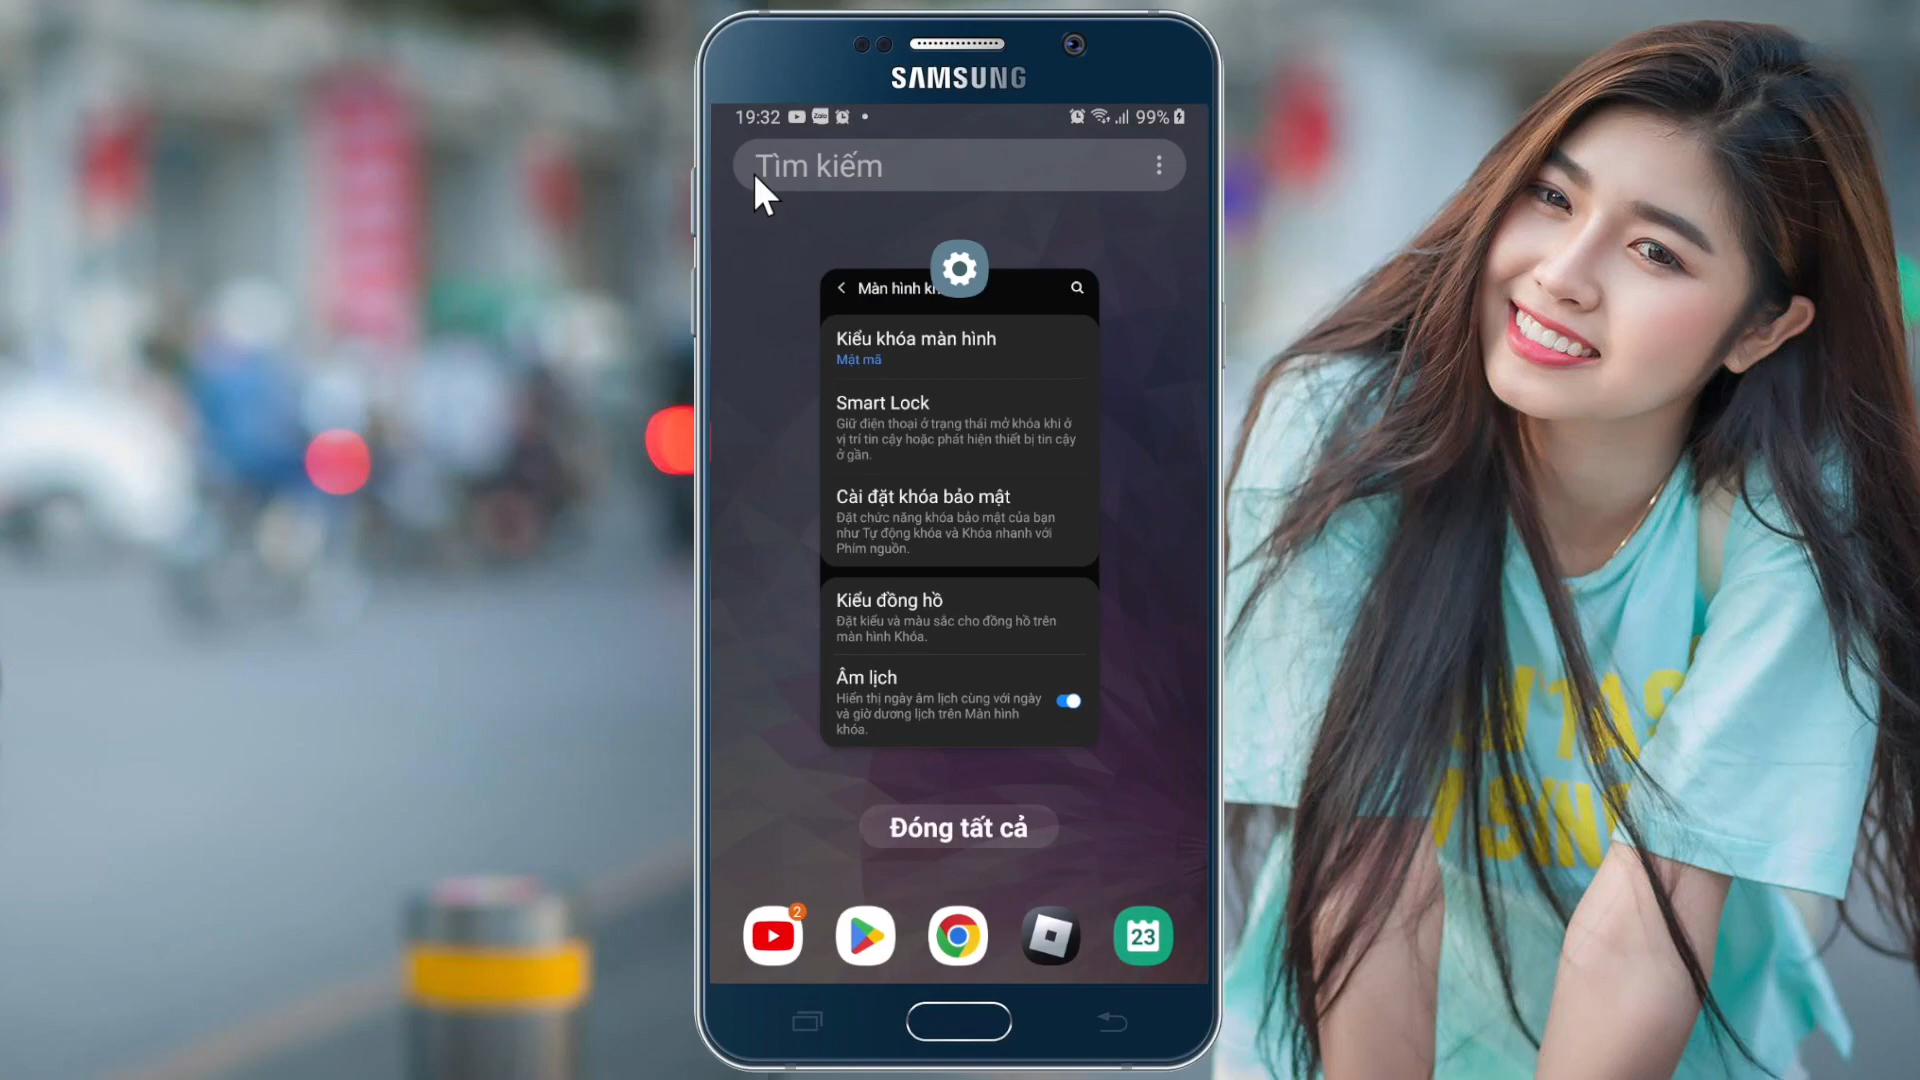 SAMSUNG
19:32
Zalo
99%
Tìm kiếm
Màn hình kh
Kiểu khóa màn hình
Mật mã
Smart Lock
Giữ điện thoại ở trạng thái mở khóa khi ở
vị trí tin cậy hoặc phát hiện thiết bị tin cậy
ở gần.
Cài đặt khóa bảo mật
Đặt chức năng khóa bảo mật của bạn
như Tự động khóa và Khóa nhanh với
Phím nguồn.
Kiểu đồng hồ
Đặt kiểu và màu sắc cho đồng hồ trên
màn hình Khóa.
Âm lịch
Hiển thị ngày âm lịch cùng với ngày
và giờ dương lịch trên Màn hình
khóa.
Đóng tất cả
2
23